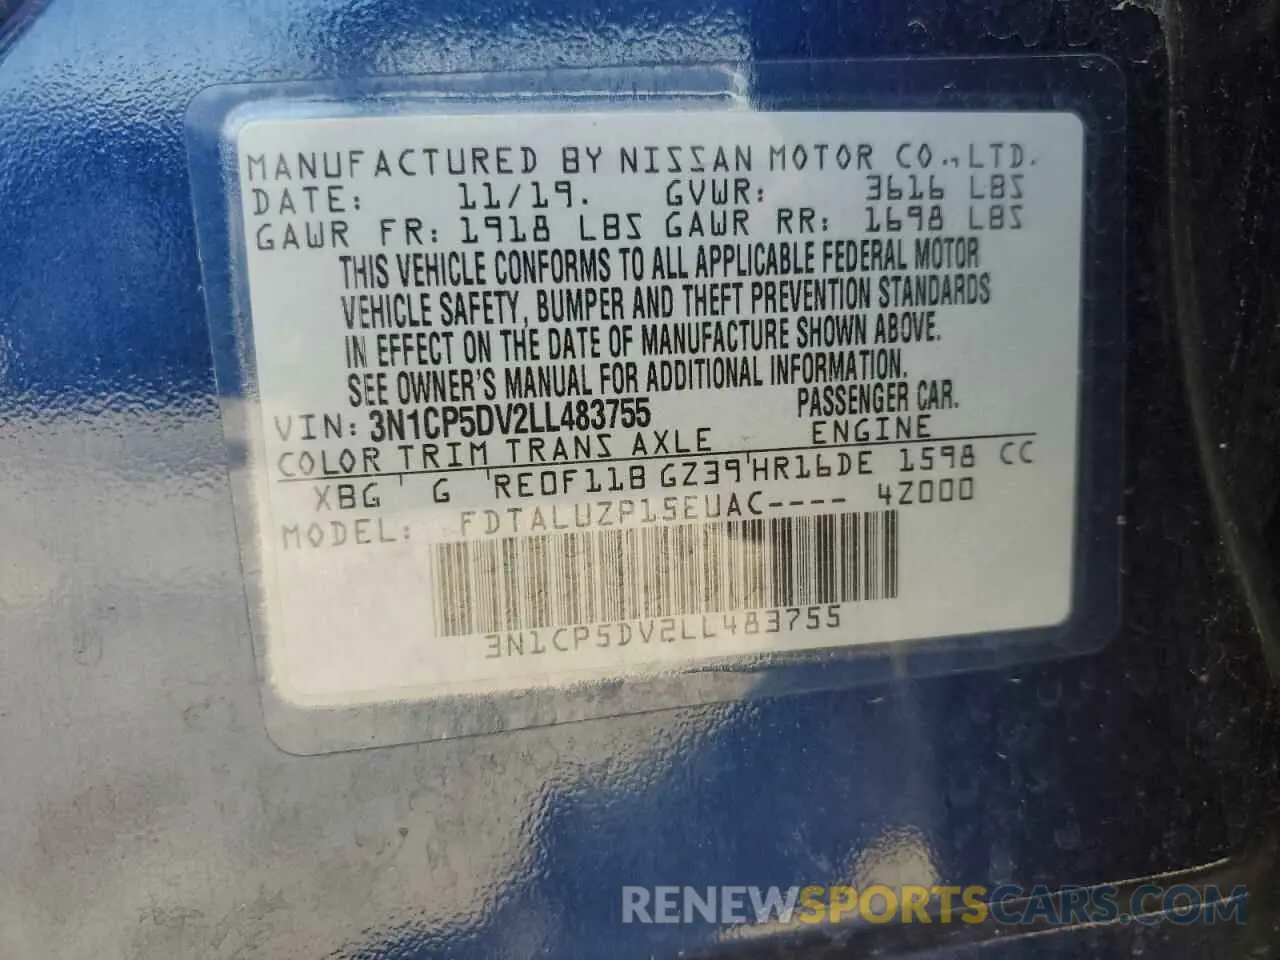 MANUFACTURED BY NISSAN MOTOR CO., LTD.
DATE: 11/19. GVWR: 3616 LBS
GAWR FR: 1918 LBS GAWR RR: 1698 LBS
THIS VEHICLE CONFORMS TO ALL APPLICABLE FEDERAL MOTOR
VEHICLE SAFETY, BUMPER AND THEFT PREVENTION STANDARDS
IN EFFECT ON THE DATE OF MANUFACTURE SHOWN ABOVE.
SEE OWNER'S MANUAL FOR ADDITIONAL INFORMATION.
VIN: 3N1CP5DV2LL483755 PASSENGER CAR.
COLOR TRIM TRANS AXLE ENGINE
XBG G RE0F11B GZ39 HR16DE 1598 CC
MODEL: FDTALUZP15EUAC---- 4Z000
3N1CP5DV2LL483755
RENEWSPORTSCARS.COM